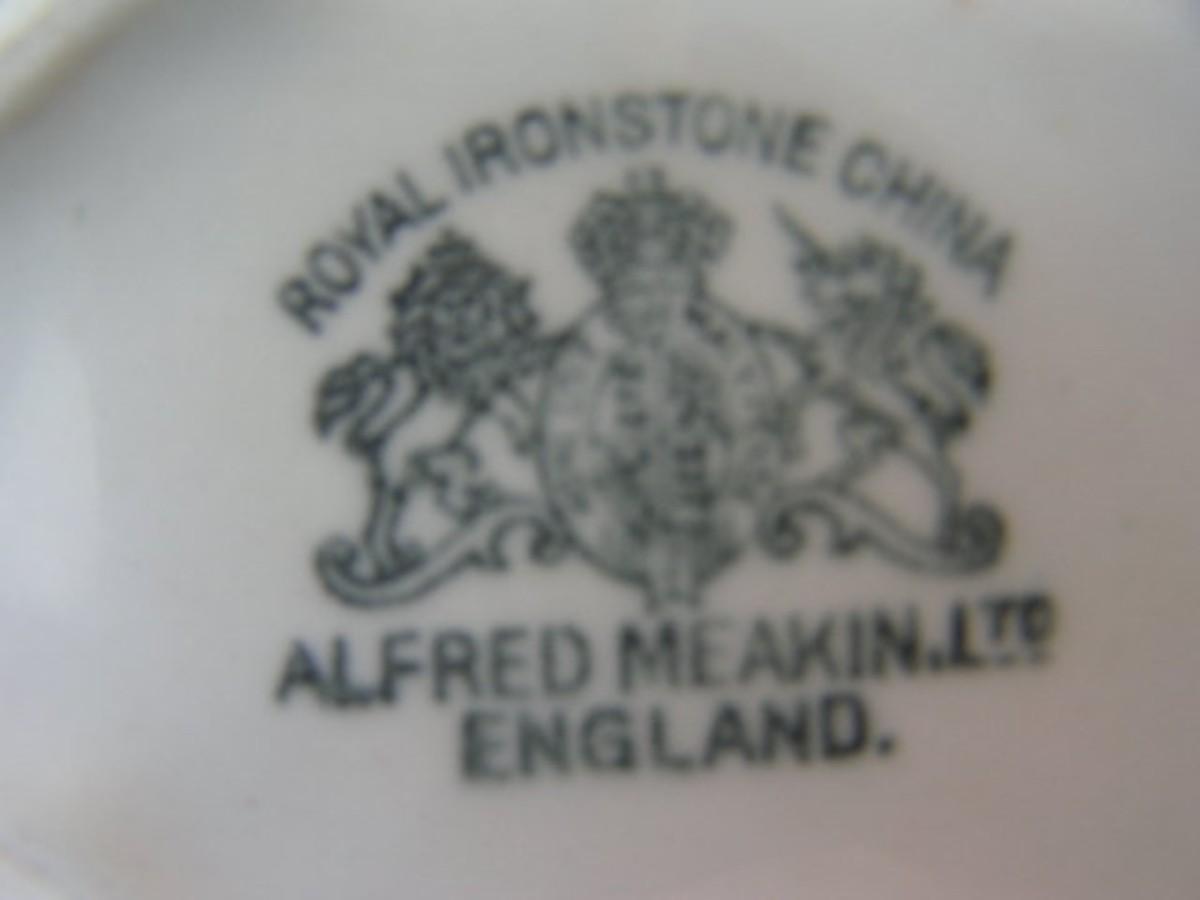 ROYAL IRONSTONE CHINA
ALFRED MEAKIN.LTD
ENGLAND.